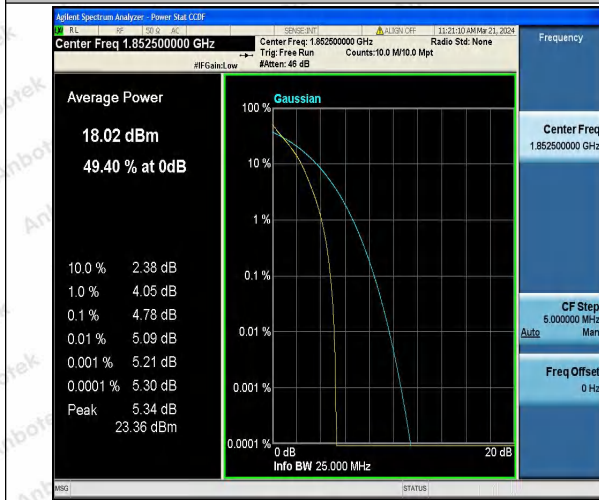 Agilent Spectrum Analyzer - Power Stat CCDF
RL RF 50 Ω AC SENSE:INT ALIGN OFF 11:21:10 AM Mar 21, 2024
Center Freq 1.852500000 GHz
Center Freq: 1.852500000 GHz Radio Std: None
Trig: Free Run Counts:10.0 M/10.0 Mpt
#IFGain:Low #Atten: 46 dB
Frequency
Average Power
18.02 dBm
49.40 % at 0dB
10.0 % 2.38 dB
1.0 % 4.05 dB
0.1 % 4.78 dB
0.01 % 5.09 dB
0.001 % 5.21 dB
0.0001 % 5.30 dB
Peak 5.34 dB
23.36 dBm
100 % Gaussian
10 %
1 %
0.1 %
0.01 %
0.001 %
0.0001 %
0 dB 20 dB
Info BW 25.000 MHz
Center Freq
1.852500000 GHz
CF Step
5.000000 MHz
Auto Man
Freq Offset
0 Hz
MSG STATUS